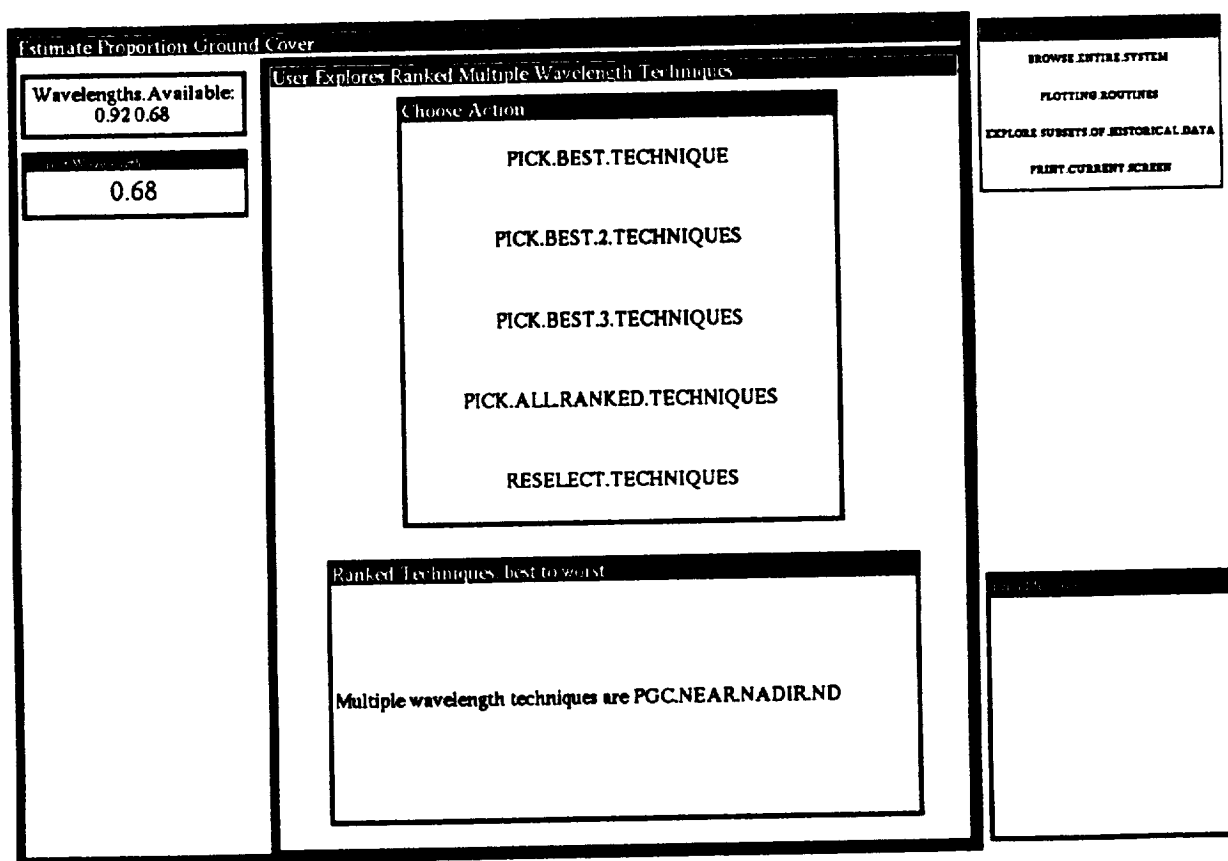 Estimate Proportion Ground Cover
Wavelengths.Available:
0.92 0.68
Wavelength
0.68
User Explores Ranked Multiple Wavelength Techniques
Choose Action
PICK.BEST.TECHNIQUE
PICK.BEST.2.TECHNIQUES
PICK.BEST.3.TECHNIQUES
PICK.ALL.RANKED.TECHNIQUES
RESELECT.TECHNIQUES
Ranked Techniques, best to worst
Multiple wavelength techniques are PGC.NEAR.NADIR.ND
BROWSE.ENTIRE.SYSTEM
PLOTTING.ROUTINES
EXPLORE.SUBSETS.OF.HISTORICAL.DATA
PRINT.CURRENT.SCREEN